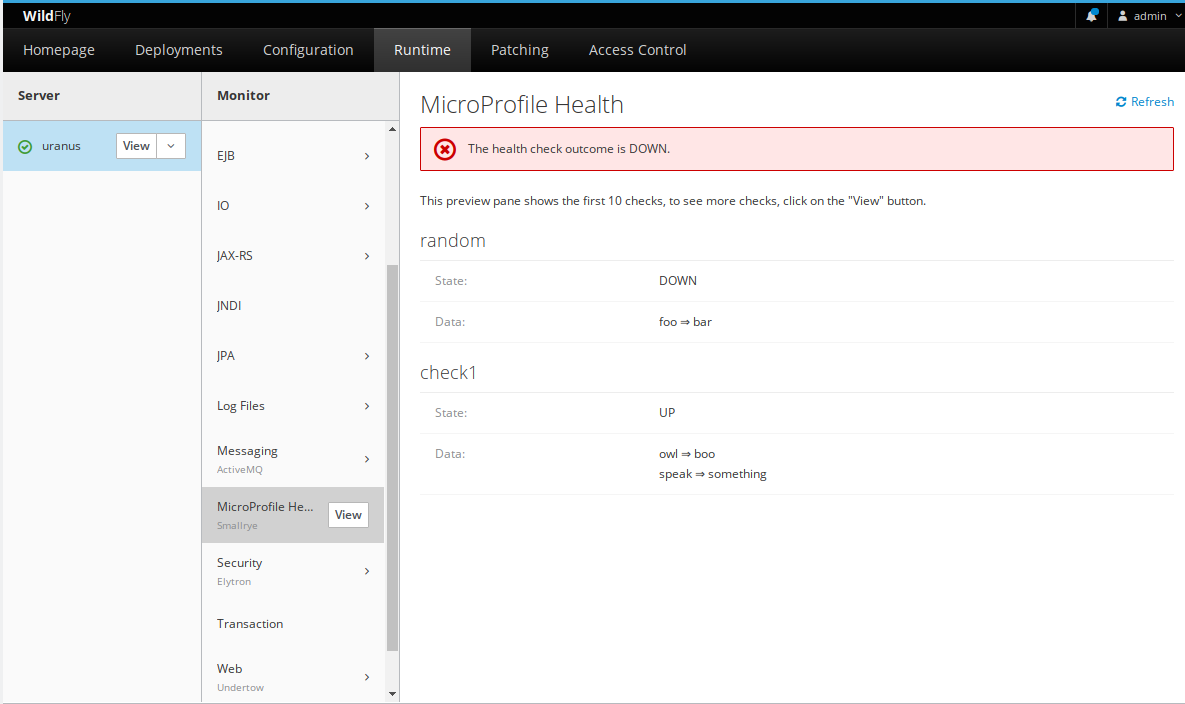 WildFly
admin
Homepage Deployments Configuration Runtime Patching Access Control
Server
uranus
View
Monitor
EJB
IO
JAX-RS
JNDI
JPA
Log Files
Messaging
ActiveMQ
MicroProfile He...
Smallrye
View
Security
Elytron
Transaction
Web
Undertow
MicroProfile Health
Refresh
The health check outcome is DOWN.
This preview pane shows the first 10 checks, to see more checks, click on the "View" button.
random
State: DOWN
Data: foo ⇒ bar
check1
State: UP
Data: owl ⇒ boo
speak ⇒ something